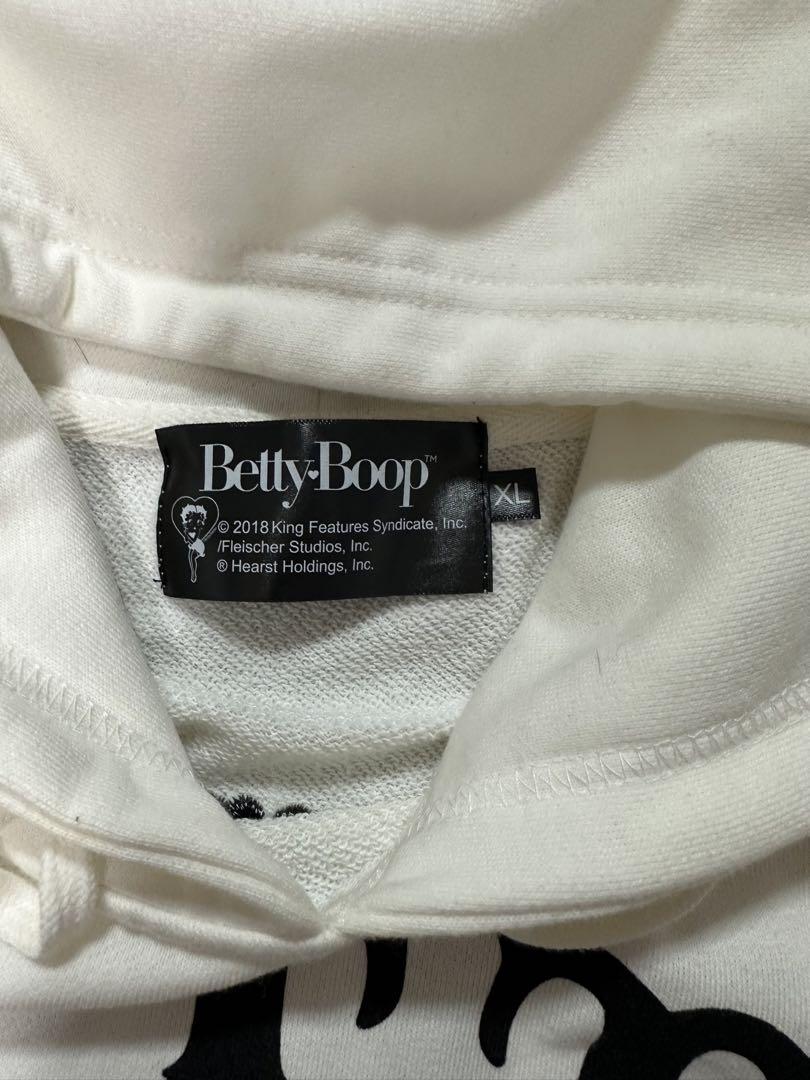 Betty♥Boop™
XL
© 2018 King Features Syndicate, Inc.
/Fleischer Studios, Inc.
® Hearst Holdings, Inc.